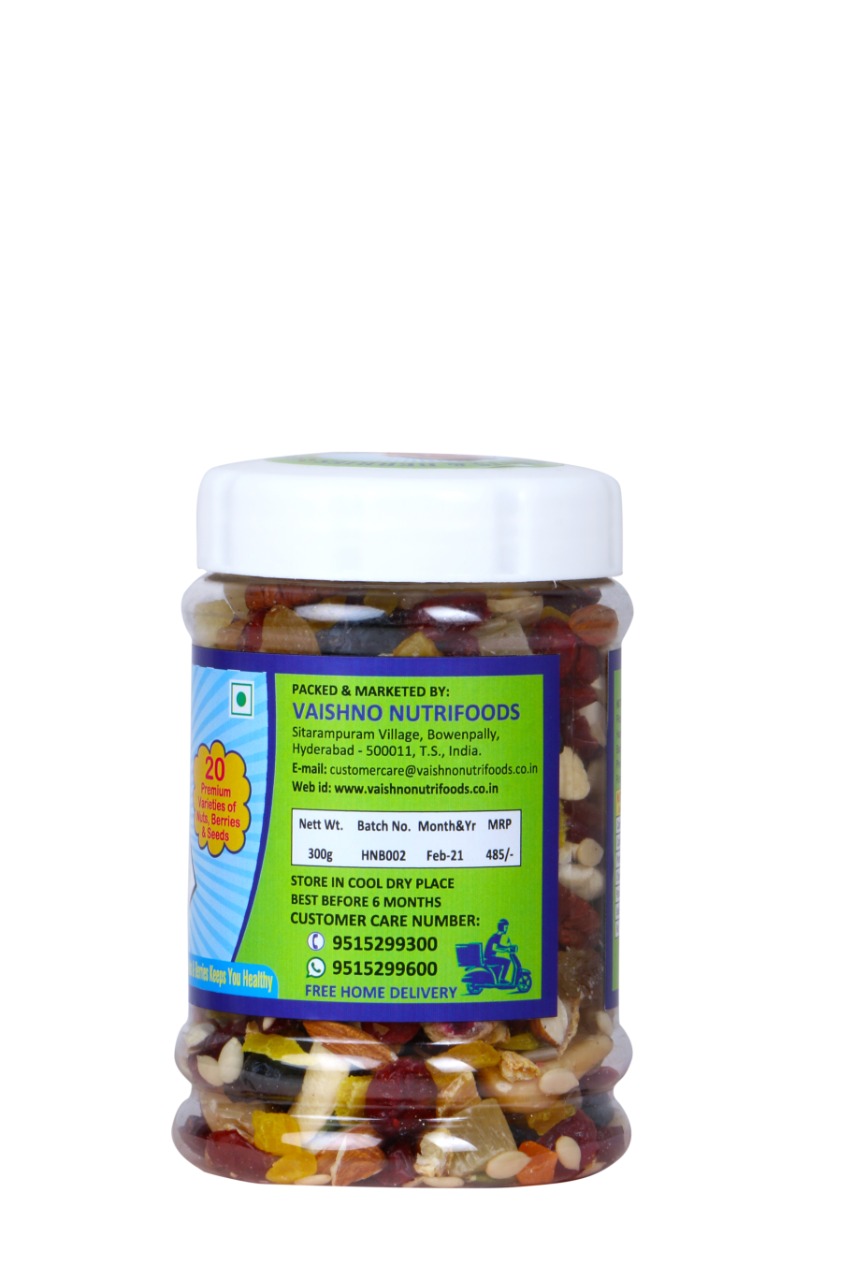 20
Premium
Varieties of
Nuts, Berries
& Seeds
Berries Keeps You Healthy
PACKED & MARKETED BY:
VAISHNO NUTRIFOODS
Sitarampuram Village, Bowenpally,
Hyderabad - 500011, T.S., India.
E-mail: customercare@vaishnonutrifoods.co.in
Web id: www.vaishnonutrifoods.co.in
Nett Wt. Batch No. Month&Yr MRP
300g HNB002 Feb-21 485/-
STORE IN COOL DRY PLACE
BEST BEFORE 6 MONTHS
CUSTOMER CARE NUMBER:
9515299300
9515299600
FREE HOME DELIVERY